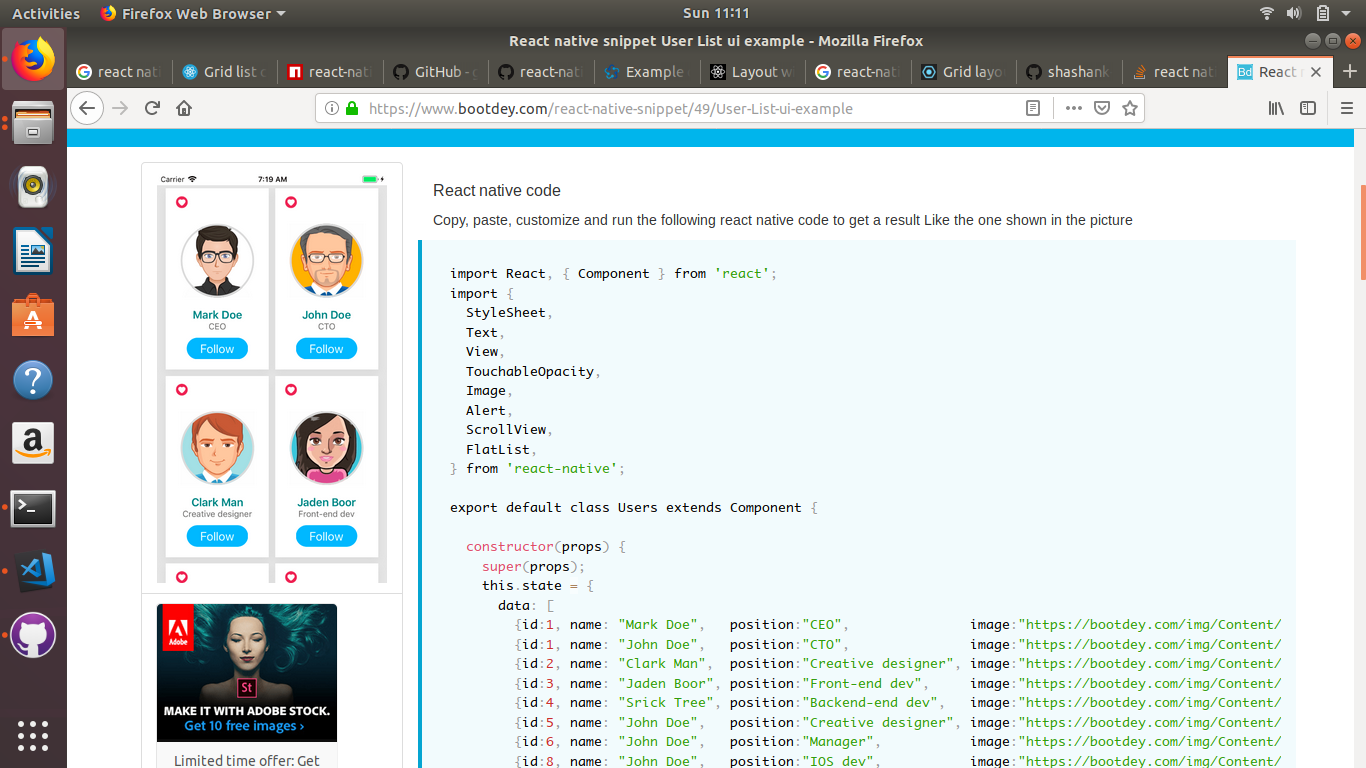 Activities
Firefox Web Browser
Sun 11:11
React native snippet User List ui example - Mozilla Firefox
react nati
Grid list c
react-nati
GitHub - g
react-nati
Example
Layout w
react-nati
Grid layo
shashank
react nat
React n
https://www.bootdey.com/react-native-snippet/49/User-List-ui-example
Carrier
7:19 AM
Mark Doe
CEO
Follow
John Doe
CTO
Follow
Clark Man
Creative designer
Follow
Jaden Boor
Front-end dev
Follow
Adobe
St
MAKE IT WITH ADOBE STOCK.
Get 10 free images ›
Limited time offer: Get
React native code
Copy, paste, customize and run the following react native code to get a result Like the one shown in the picture
import React, { Component } from 'react';
import {
StyleSheet,
Text,
View,
TouchableOpacity,
Image,
Alert,
ScrollView,
FlatList,
} from 'react-native';
export default class Users extends Component {
constructor(props) {
super(props);
this.state = {
data: [
{id:1, name: "Mark Doe", position:"CEO", image:"https://bootdey.com/img/Content/
{id:1, name: "John Doe", position:"CTO", image:"https://bootdey.com/img/Content/
{id:2, name: "Clark Man", position:"Creative designer", image:"https://bootdey.com/img/Content/
{id:3, name: "Jaden Boor", position:"Front-end dev", image:"https://bootdey.com/img/Content/
{id:4, name: "Srick Tree", position:"Backend-end dev", image:"https://bootdey.com/img/Content/
{id:5, name: "John Doe", position:"Creative designer", image:"https://bootdey.com/img/Content/
{id:6, name: "John Doe", position:"Manager", image:"https://bootdey.com/img/Content/
{id:8, name: "John Doe", position:"IOS dev", image:"https://bootdey.com/img/Content/